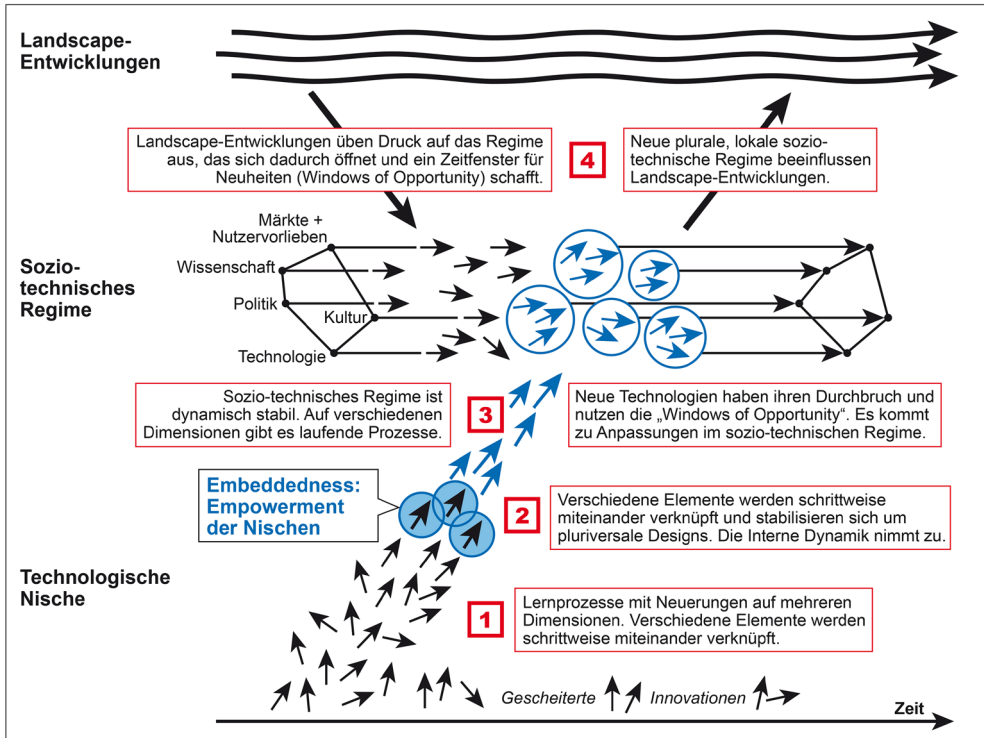 Landscape-
Entwicklungen
Landscape-Entwicklungen üben Druck auf das Regime
aus, das sich dadurch öffnet und ein Zeitfenster für
Neuheiten (Windows of Opportunity) schafft.
4
Neue plurale, lokale sozio-
technische Regime beeinflussen
Landscape-Entwicklungen.
Sozio-
technisches
Regime
Märkte +
Nutzervorlieben
Wissenschaft
Politik
Kultur
Technologie
Sozio-technisches Regime ist
dynamisch stabil. Auf verschiedenen
Dimensionen gibt es laufende Prozesse.
3
Neue Technologien haben ihren Durchbruch und
nutzen die „Windows of Opportunity“. Es kommt
zu Anpassungen im sozio-technischen Regime.
Embeddedness:
Empowerment
der Nischen
2
Verschiedene Elemente werden schrittweise
miteinander verknüpft und stabilisieren sich um
pluriversale Designs. Die Interne Dynamik nimmt zu.
Technologische
Nische
1
Lernprozesse mit Neuerungen auf mehreren
Dimensionen. Verschiedene Elemente werden
schrittweise miteinander verknüpft.
Gescheiterte Innovationen
Zeit